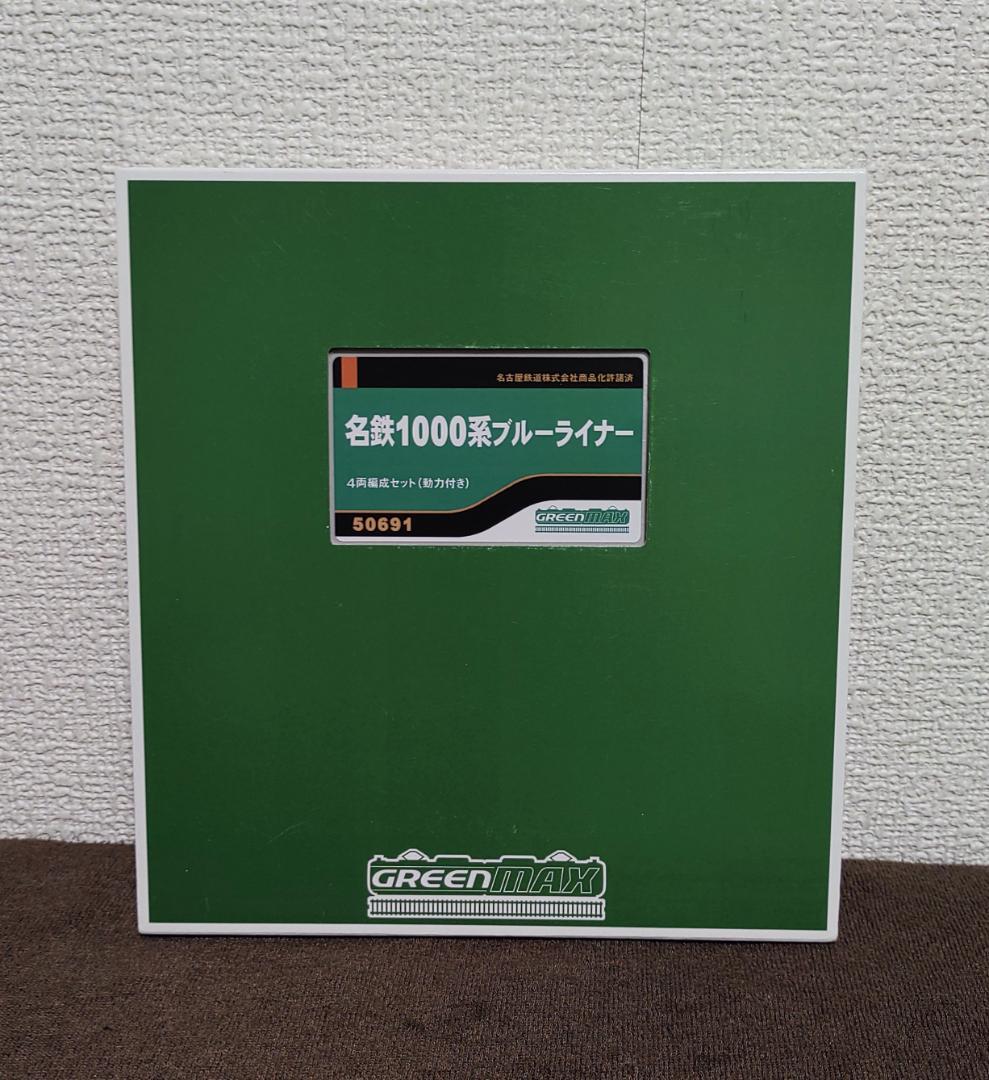 名古屋鉄道株式会社商品化許諾済
名鉄1000系ブルーライナー
4両編成セット(動力付き)
50691
GREENMAX
GREENMAX